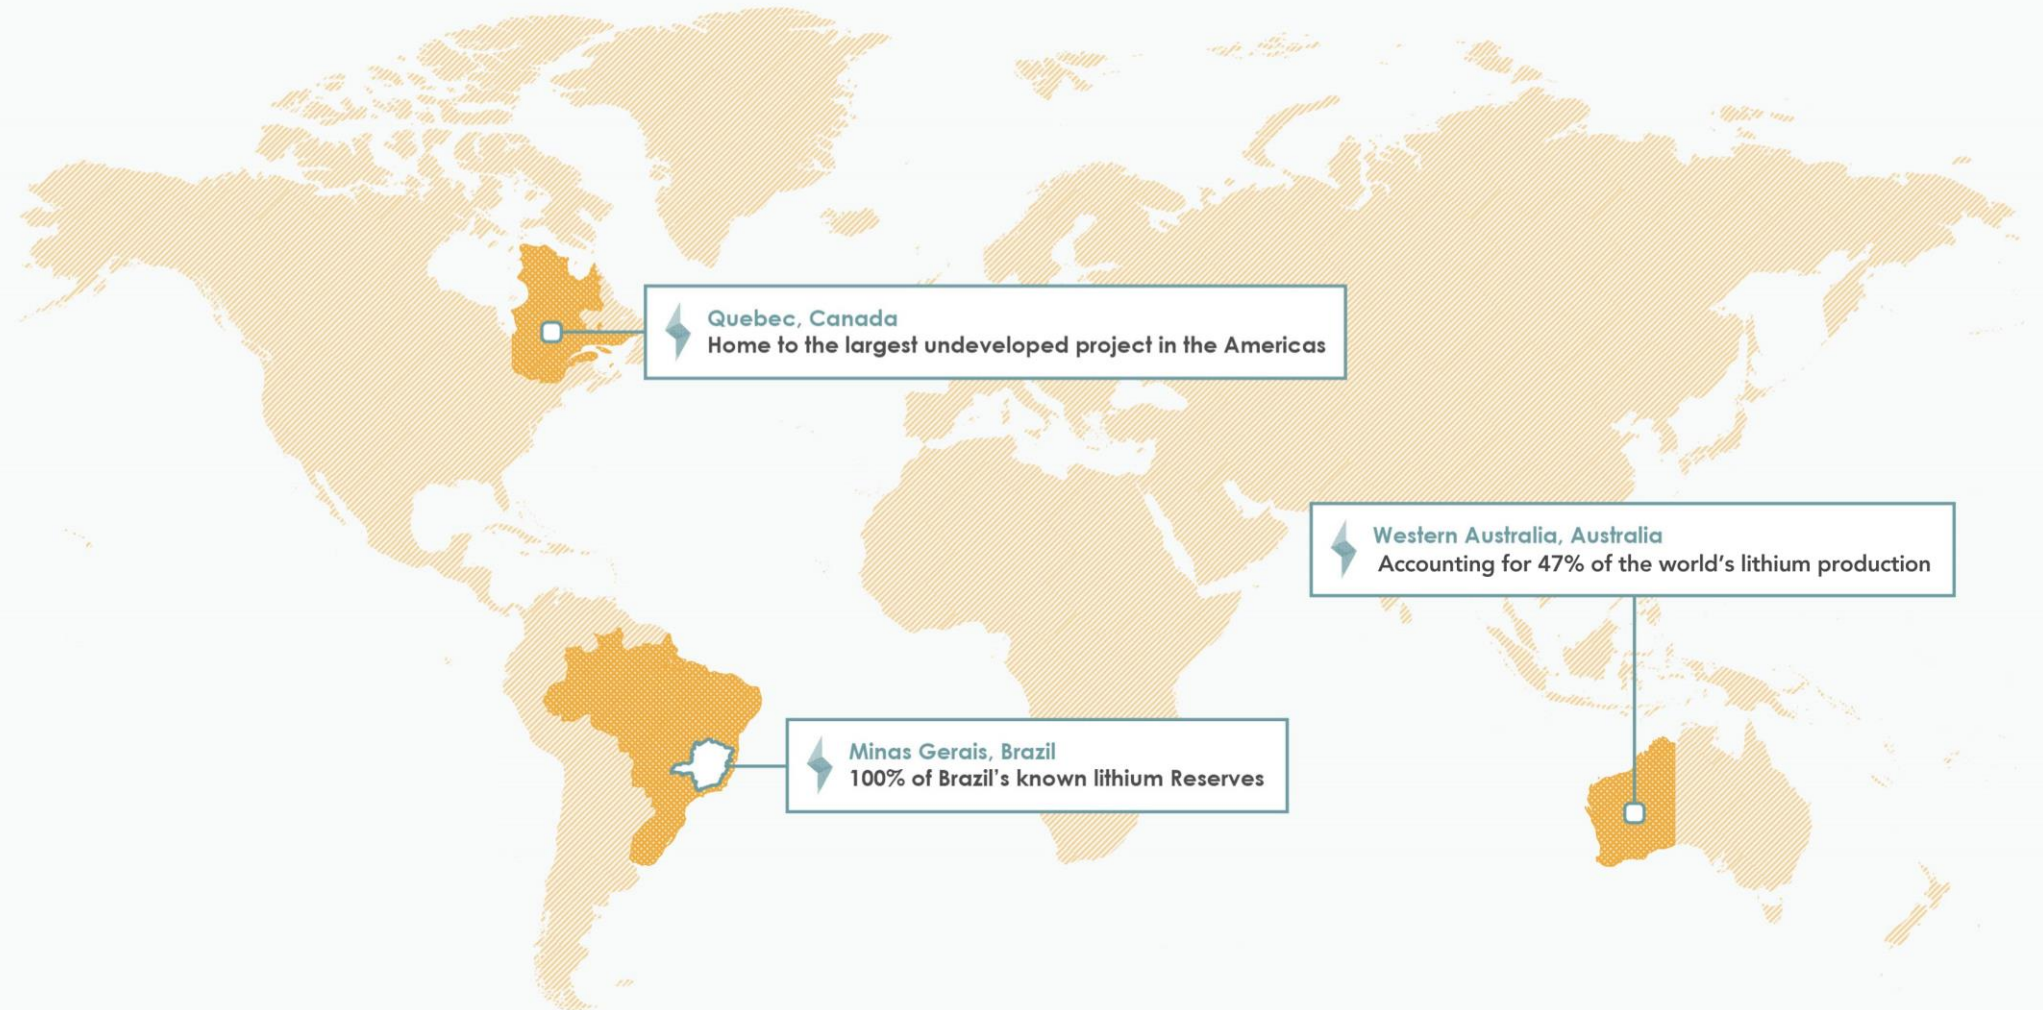 Quebec, Canada
Home to the largest undeveloped project in the Americas
Western Australia, Australia
Accounting for 47% of the world's lithium production
Minas Gerais, Brazil
100% of Brazil's known lithium Reserves